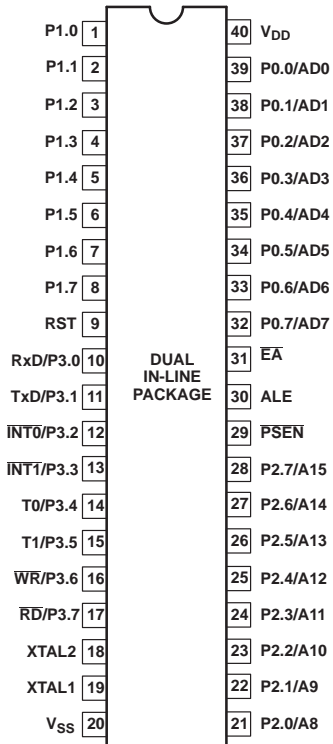 P1.0 1 40 VDD
P1.1 2 39 P0.0/AD0
P1.2 3 38 P0.1/AD1
P1.3 4 37 P0.2/AD2
P1.4 5 36 P0.3/AD3
P1.5 6 35 P0.4/AD4
P1.6 7 34 P0.5/AD5
P1.7 8 33 P0.6/AD6
RST 9 32 P0.7/AD7
RxD/P3.0 10 31 E̅A̅
TxD/P3.1 11 30 ALE
I̅N̅T̅0̅/P3.2 12 29 P̅S̅E̅N̅
I̅N̅T̅1̅/P3.3 13 28 P2.7/A15
T0/P3.4 14 27 P2.6/A14
T1/P3.5 15 26 P2.5/A13
W̅R̅/P3.6 16 25 P2.4/A12
R̅D̅/P3.7 17 24 P2.3/A11
XTAL2 18 23 P2.2/A10
XTAL1 19 22 P2.1/A9
VSS 20 21 P2.0/A8
DUAL
IN-LINE
PACKAGE